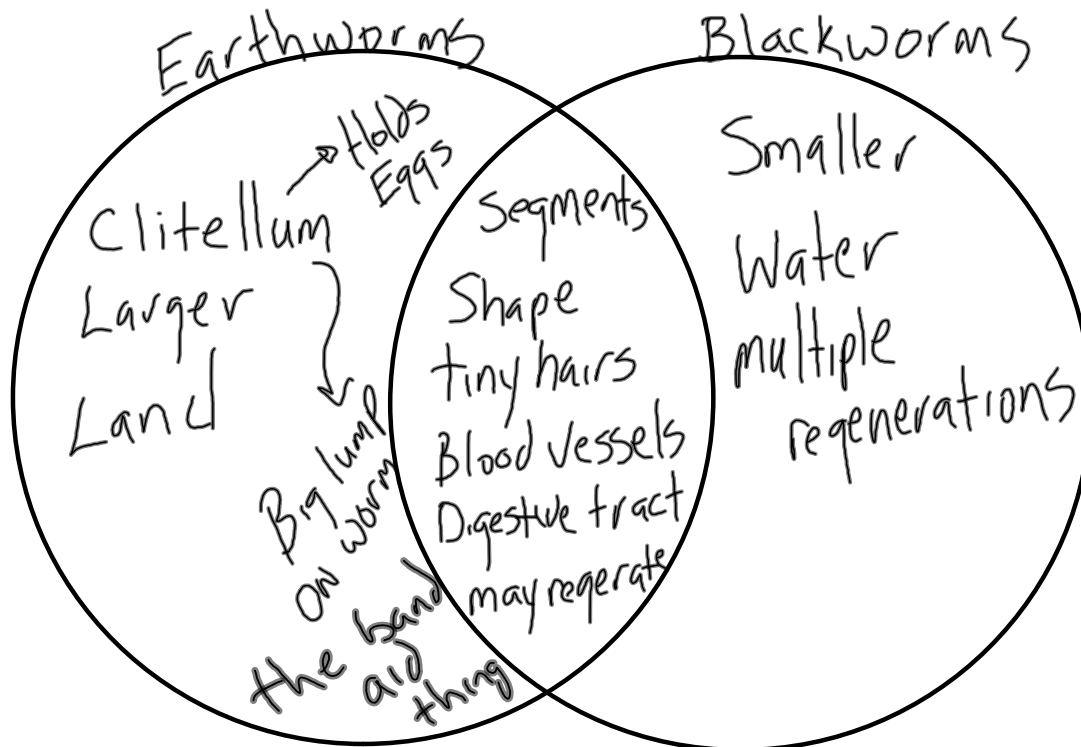 Earthworms
Holds
Eggs
Clitellum
Larger
Land
Big lump
on worm
the band
aid
thing
Segments
Shape
tiny hairs
Blood vessels
Digestive tract
may regerate
Blackworms
Smaller
Water
multiple
regenerations